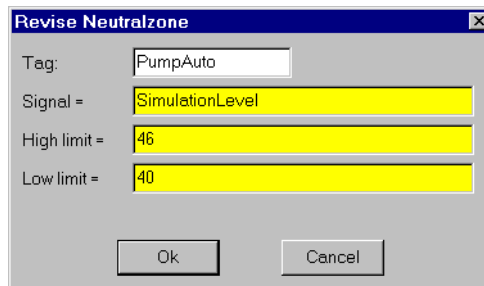 Revise Neutralzone
Tag: PumpAuto
Signal = SimulationLevel
High limit = 46
Low limit = 40
Ok Cancel